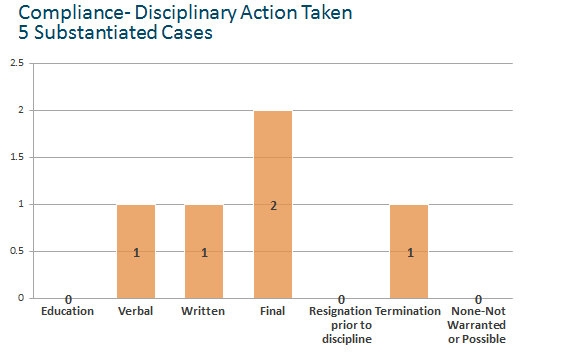 Compliance- Disciplinary Action Taken
5 Substantiated Cases
2.5
2
1.5
1
0.5
0
0
1
1
2
0
1
0
Education
Verbal
Written
Final
Resignation
prior to
discipline
Termination
None-Not
Warranted
or Possible